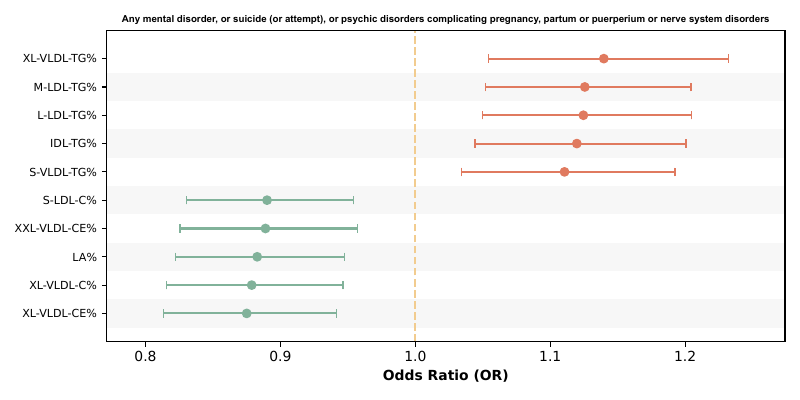 Any mental disorder, or suicide (or attempt), or psychic disorders complicating pregnancy, partum or puerperium or nerve system disorders
XL-VLDL-TG%
M-LDL-TG%
L-LDL-TG%
IDL-TG%
S-VLDL-TG%
S-LDL-C%
XXL-VLDL-CE%
LA%
XL-VLDL-C%
XL-VLDL-CE%
0.8 0.9 1.0 1.1 1.2
Odds Ratio (OR)